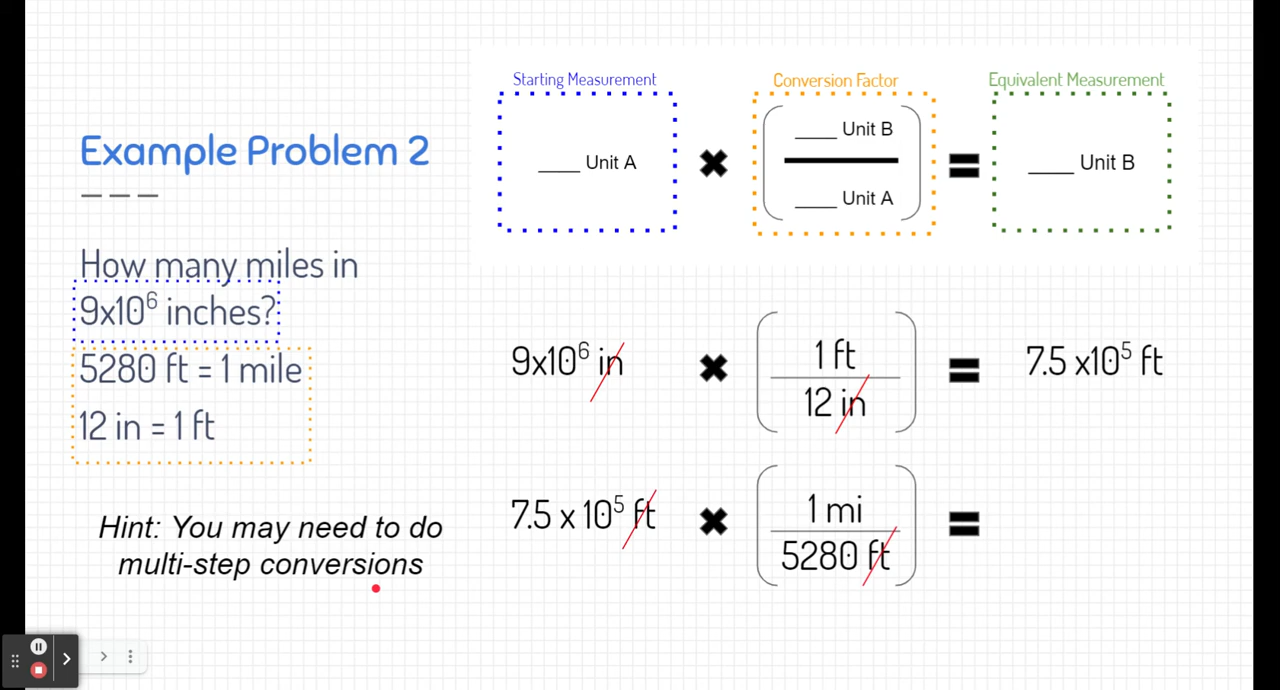 Starting Measurement
Conversion Factor
Equivalent Measurement
____ Unit A
____ Unit B
____ Unit A
____ Unit B
Example Problem 2
How many miles in
9x10⁶ inches?
5280 ft = 1 mile
12 in = 1 ft
Hint: You may need to do
multi-step conversions
9x10⁶ in
1 ft
12 in
7.5 x10⁵ ft
7.5 x 10⁵ ft
1 mi
5280 ft